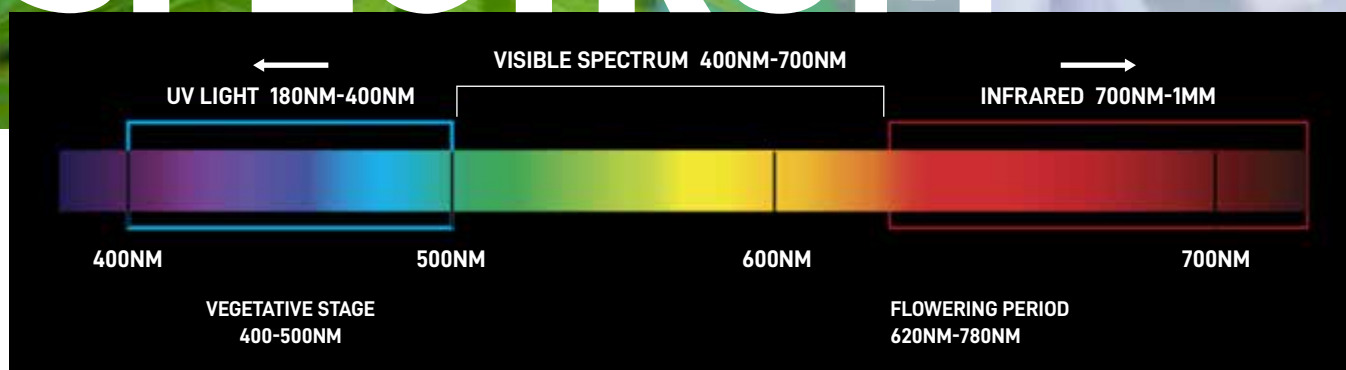 VISIBLE SPECTRUM 400NM-700NM
UV LIGHT 180NM-400NM
INFRARED 700NM-1MM
400NM
500NM
600NM
700NM
VEGETATIVE STAGE
400-500NM
FLOWERING PERIOD
620NM-780NM